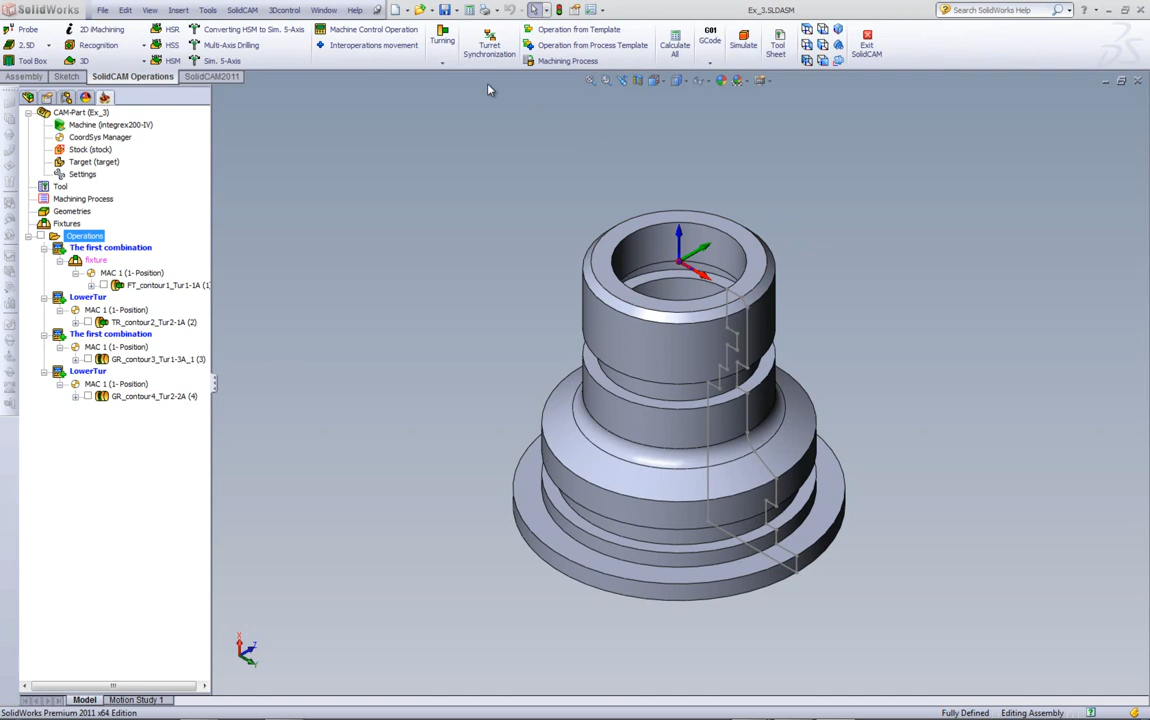 SolidWorks File Edit View Insert Tools SolidCAM 3Dcontrol Window Help Ex_3.SLDASM Search SolidWorks Help
Probe 2D iMachining HSR Converting HSM to Sim. 5-Axis Machine Control Operation Operation from Template
2.5D Recognition HSS Multi-Axis Drilling Interoperations movement Operation from Process Template
Tool Box 3D HSM Sim. 5-Axis Machining Process
Turning Turret Synchronization Calculate All G01 GCode Simulate Tool Sheet Exit SolidCAM
Assembly Sketch SolidCAM Operations SolidCAM2011
CAM-Part (Ex_3)
Machine (integrex200-IV)
CoordSys Manager
Stock (stock)
Target (target)
Settings
Tool
Machining Process
Geometries
Fixtures
Operations
The first combination
fixture
MAC 1 (1- Position)
FT_contour1_Tur1-1A (1)
LowerTur
MAC 1 (1- Position)
TR_contour2_Tur2-1A (2)
The first combination
MAC 1 (1- Position)
GR_contour3_Tur1-3A_1 (3)
LowerTur
MAC 1 (1- Position)
GR_contour4_Tur2-2A (4)
X
Z
Y
Model Motion Study 1
SolidWorks Premium 2011 x64 Edition Fully Defined Editing Assembly